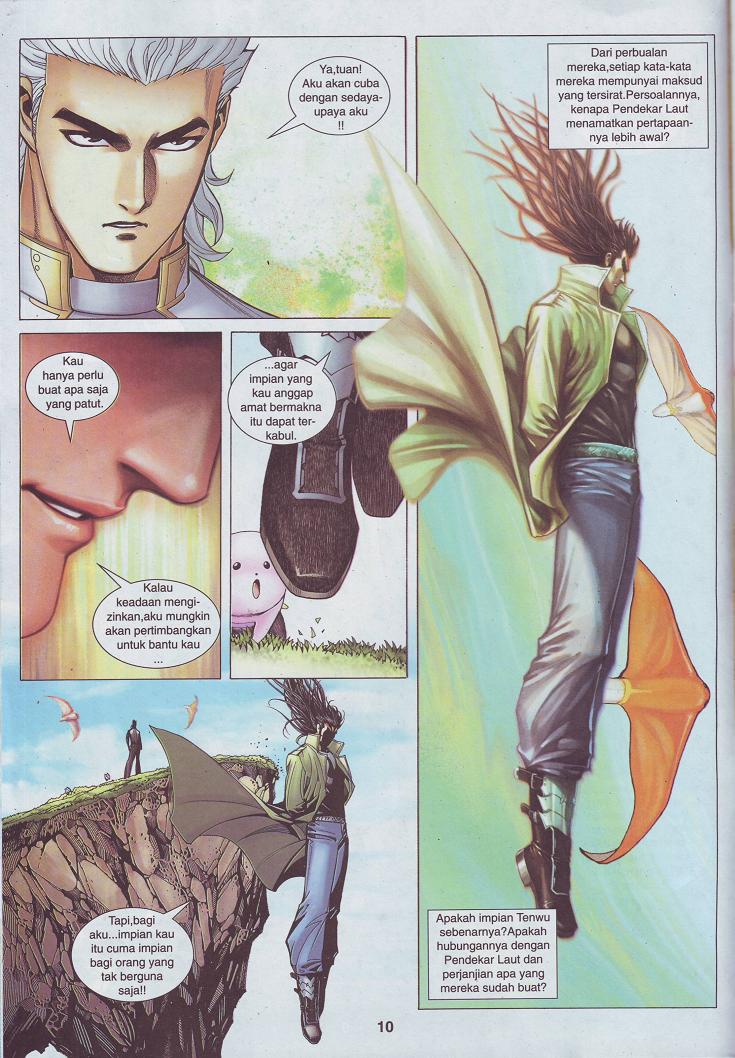 Ya,tuan!
Aku akan cuba
dengan sedaya-
upaya aku
!!
Kau
hanya perlu
buat apa saja
yang patut.
Kalau
keadaan mengi-
zinkan,aku mungkin
akan pertimbangkan
untuk bantu kau
...
...agar
impian yang
kau anggap
amat bermakna
itu dapat ter-
kabul.
Tapi,bagi
aku...impian kau
itu cuma impian
bagi orang yang
tak berguna
saja!!
Dari perbualan
mereka,setiap kata-kata
mereka mempunyai maksud
yang tersirat.Persoalannya,
kenapa Pendekar Laut
menamatkan pertapaan-
nya lebih awal?
Apakah impian Tenwu
sebenarnya?Apakah
hubungannya dengan
Pendekar Laut dan
perjanjian apa yang
mereka sudah buat?
10